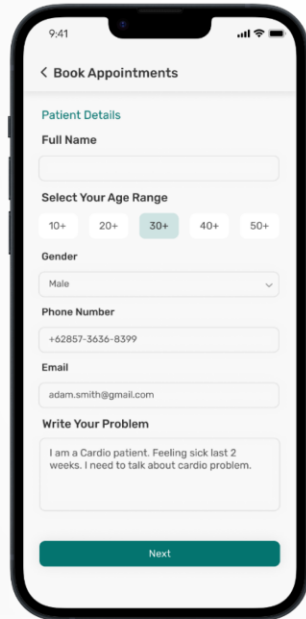 9:41
Book Appointments
Patient Details
Full Name
Select Your Age Range
10+ 20+ 30+ 40+ 50+
Gender
Male
Phone Number
+62857-3636-8399
Email
adam.smith@gmail.com
Write Your Problem
I am a Cardio patient. Feeling sick last 2
weeks. I need to talk about cardio problem.
Next